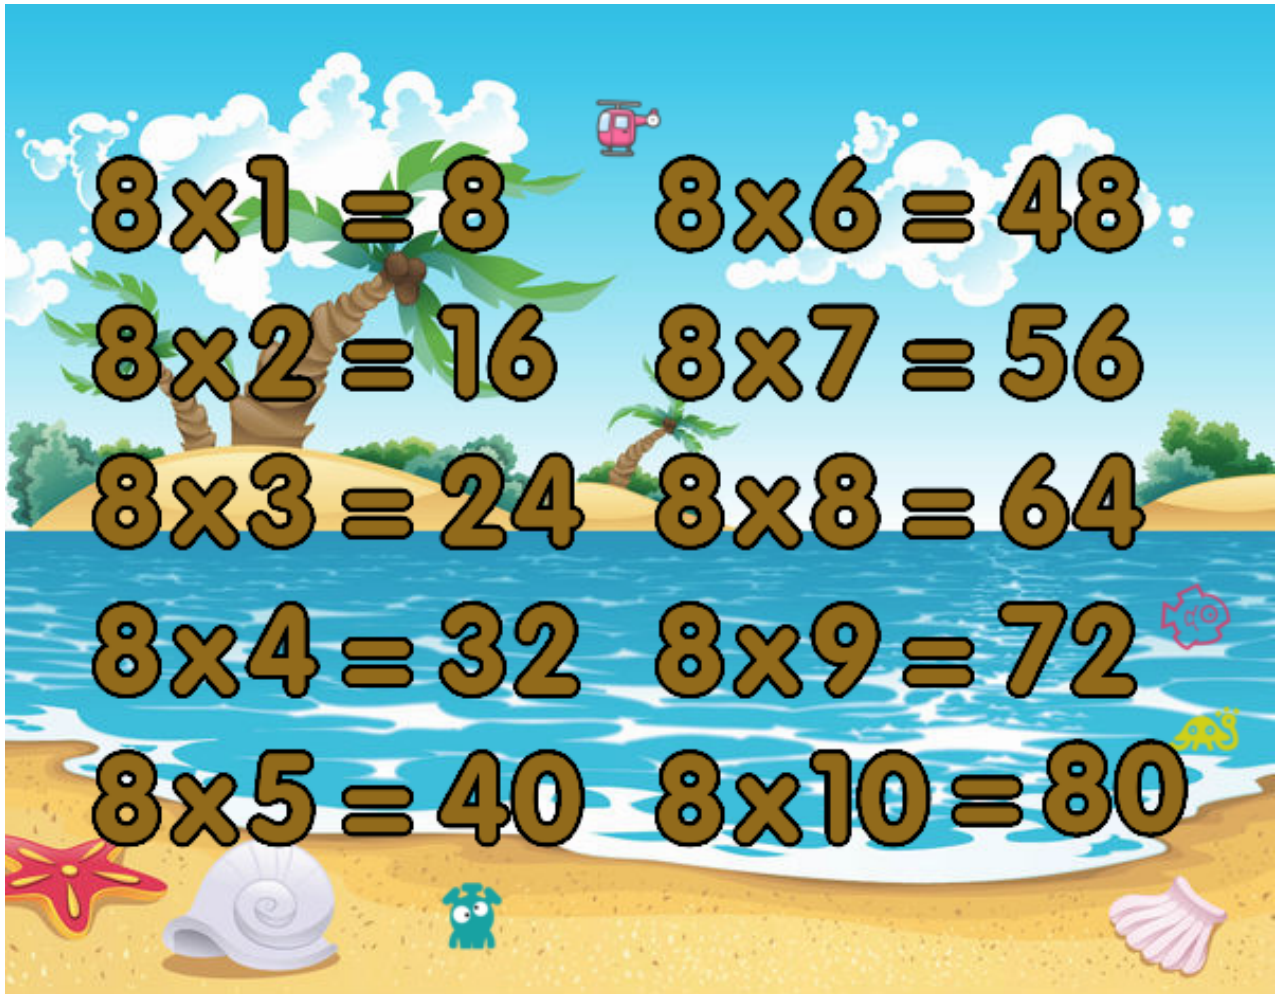 8x1 = 8
8x2 = 16
8x3 = 24
8x4 = 32
8x5 = 40
8x6 = 48
8x7 = 56
8x8 = 64
8x9 = 72
8x10 = 80